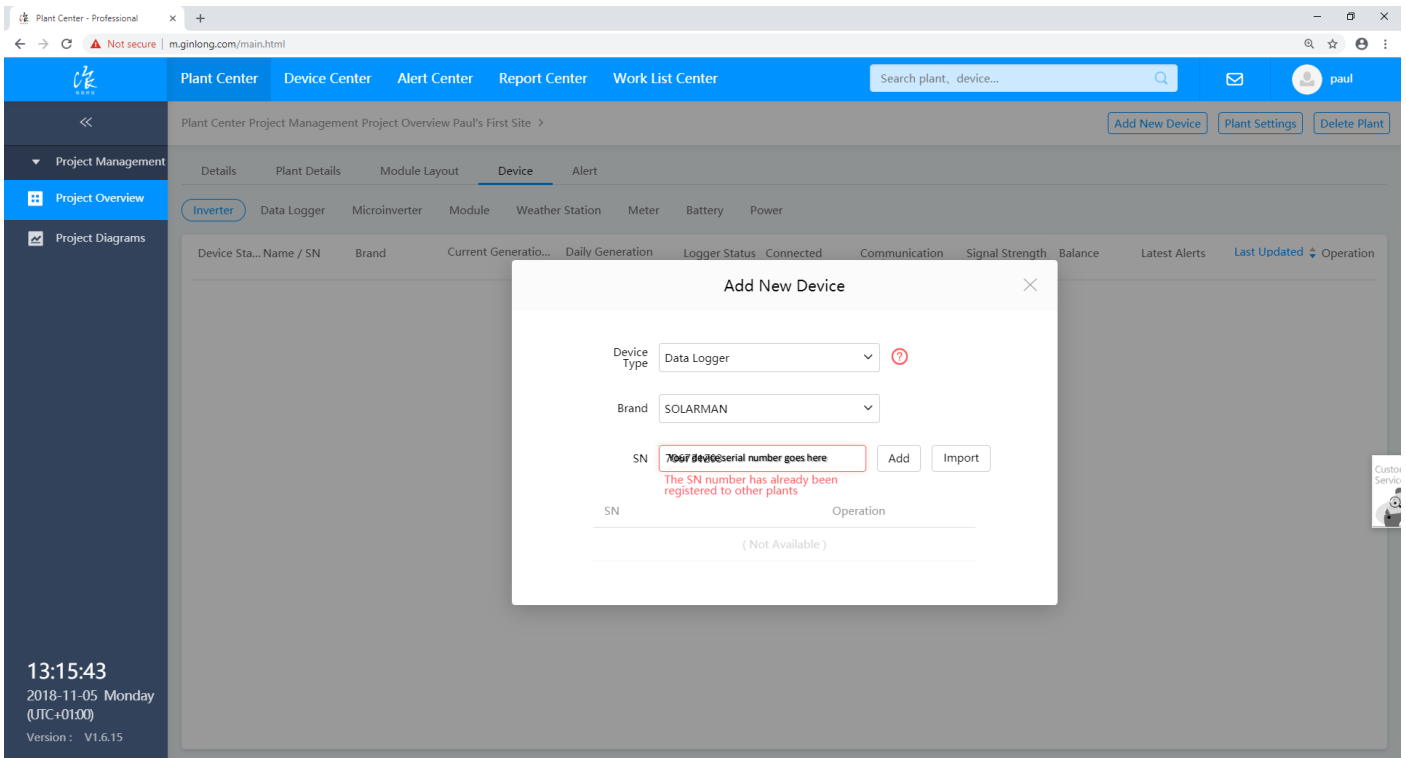 Plant Center - Professional
Not secure | m.ginlong.com/main.html
Plant Center Device Center Alert Center Report Center Work List Center Search plant, device... paul
Plant Center Project Management Project Overview Paul's First Site >
Add New Device Plant Settings Delete Plant
Project Management
Project Overview
Project Diagrams
Details Plant Details Module Layout Device Alert
Inverter Data Logger Microinverter Module Weather Station Meter Battery Power
Device Sta... Name / SN Brand Current Generatio... Daily Generation Logger Status Connected Communication Signal Strength Balance Latest Alerts Last Updated Operation
Add New Device
Device
Type
Data Logger
Brand SOLARMAN
SN Your device serial number goes here Add Import
The SN number has already been
registered to other plants
SN Operation
( Not Available )
13:15:43
2018-11-05 Monday
(UTC+01:00)
Version : V1.6.15